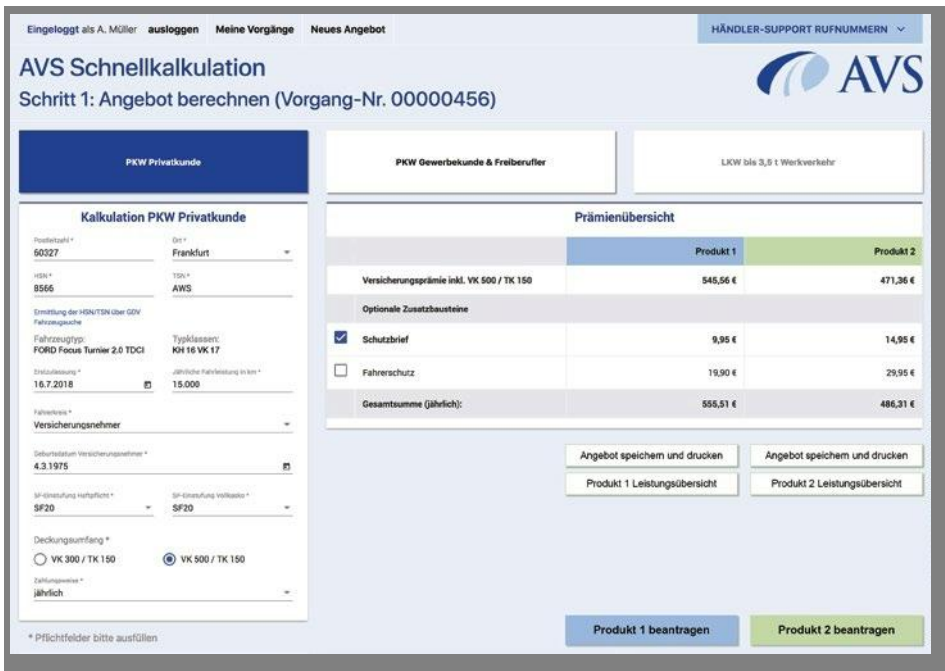 Eingeloggt als A. Müller ausloggen Meine Vorgänge Neues Angebot HÄNDLER-SUPPORT RUFNUMMERN
AVS Schnellkalkulation
AVS
Schritt 1: Angebot berechnen (Vorgang-Nr. 00000456)
PKW Privatkunde
PKW Gewerbekunde & Freiberufler
LKW bis 3,5 t Werkverkehr
Kalkulation PKW Privatkunde
Postleitzahl * Ort *
60327 Frankfurt
HSN * TSN *
8566 AWS
Ermittlung der HSN/TSN über GDV
Fahrzeugauche
Fahrzeugtyp: Typklassen:
FORD Focus Turnier 2.0 TDCI KH 16 VK 17
Erstzulassung * Jährliche Fahrleistung in km *
16.7.2018 15.000
Fahrerkreis *
Versicherungsnehmer
Geburtsdatum Versicherungsnehmer *
4.3.1975
SF-Einstufung Haftpflicht * SF-Einstufung Vollkasko *
SF20 SF20
Deckungsumfang *
VK 300 / TK 150 VK 500 / TK 150
Zahlungsweise *
jährlich
* Pflichtfelder bitte ausfüllen
Prämienübersicht
Produkt 1 Produkt 2
Versicherungsprämie inkl. VK 500 / TK 150 545,56 € 471,36 €
Optionale Zusatzbausteine
Schutzbrief 9,95 € 14,95 €
Fahrerschutz 19,90 € 29,95 €
Gesamtsumme (jährlich): 555,51 € 486,31 €
Angebot speichern und drucken Angebot speichern und drucken
Produkt 1 Leistungsübersicht Produkt 2 Leistungsübersicht
Produkt 1 beantragen Produkt 2 beantragen